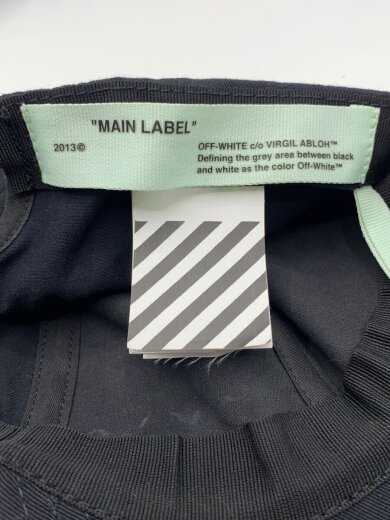 "MAIN LABEL"
2013©
OFF-WHITE c/o VIRGIL ABLOH™
Defining the grey area between black
and white as the color Off-White™